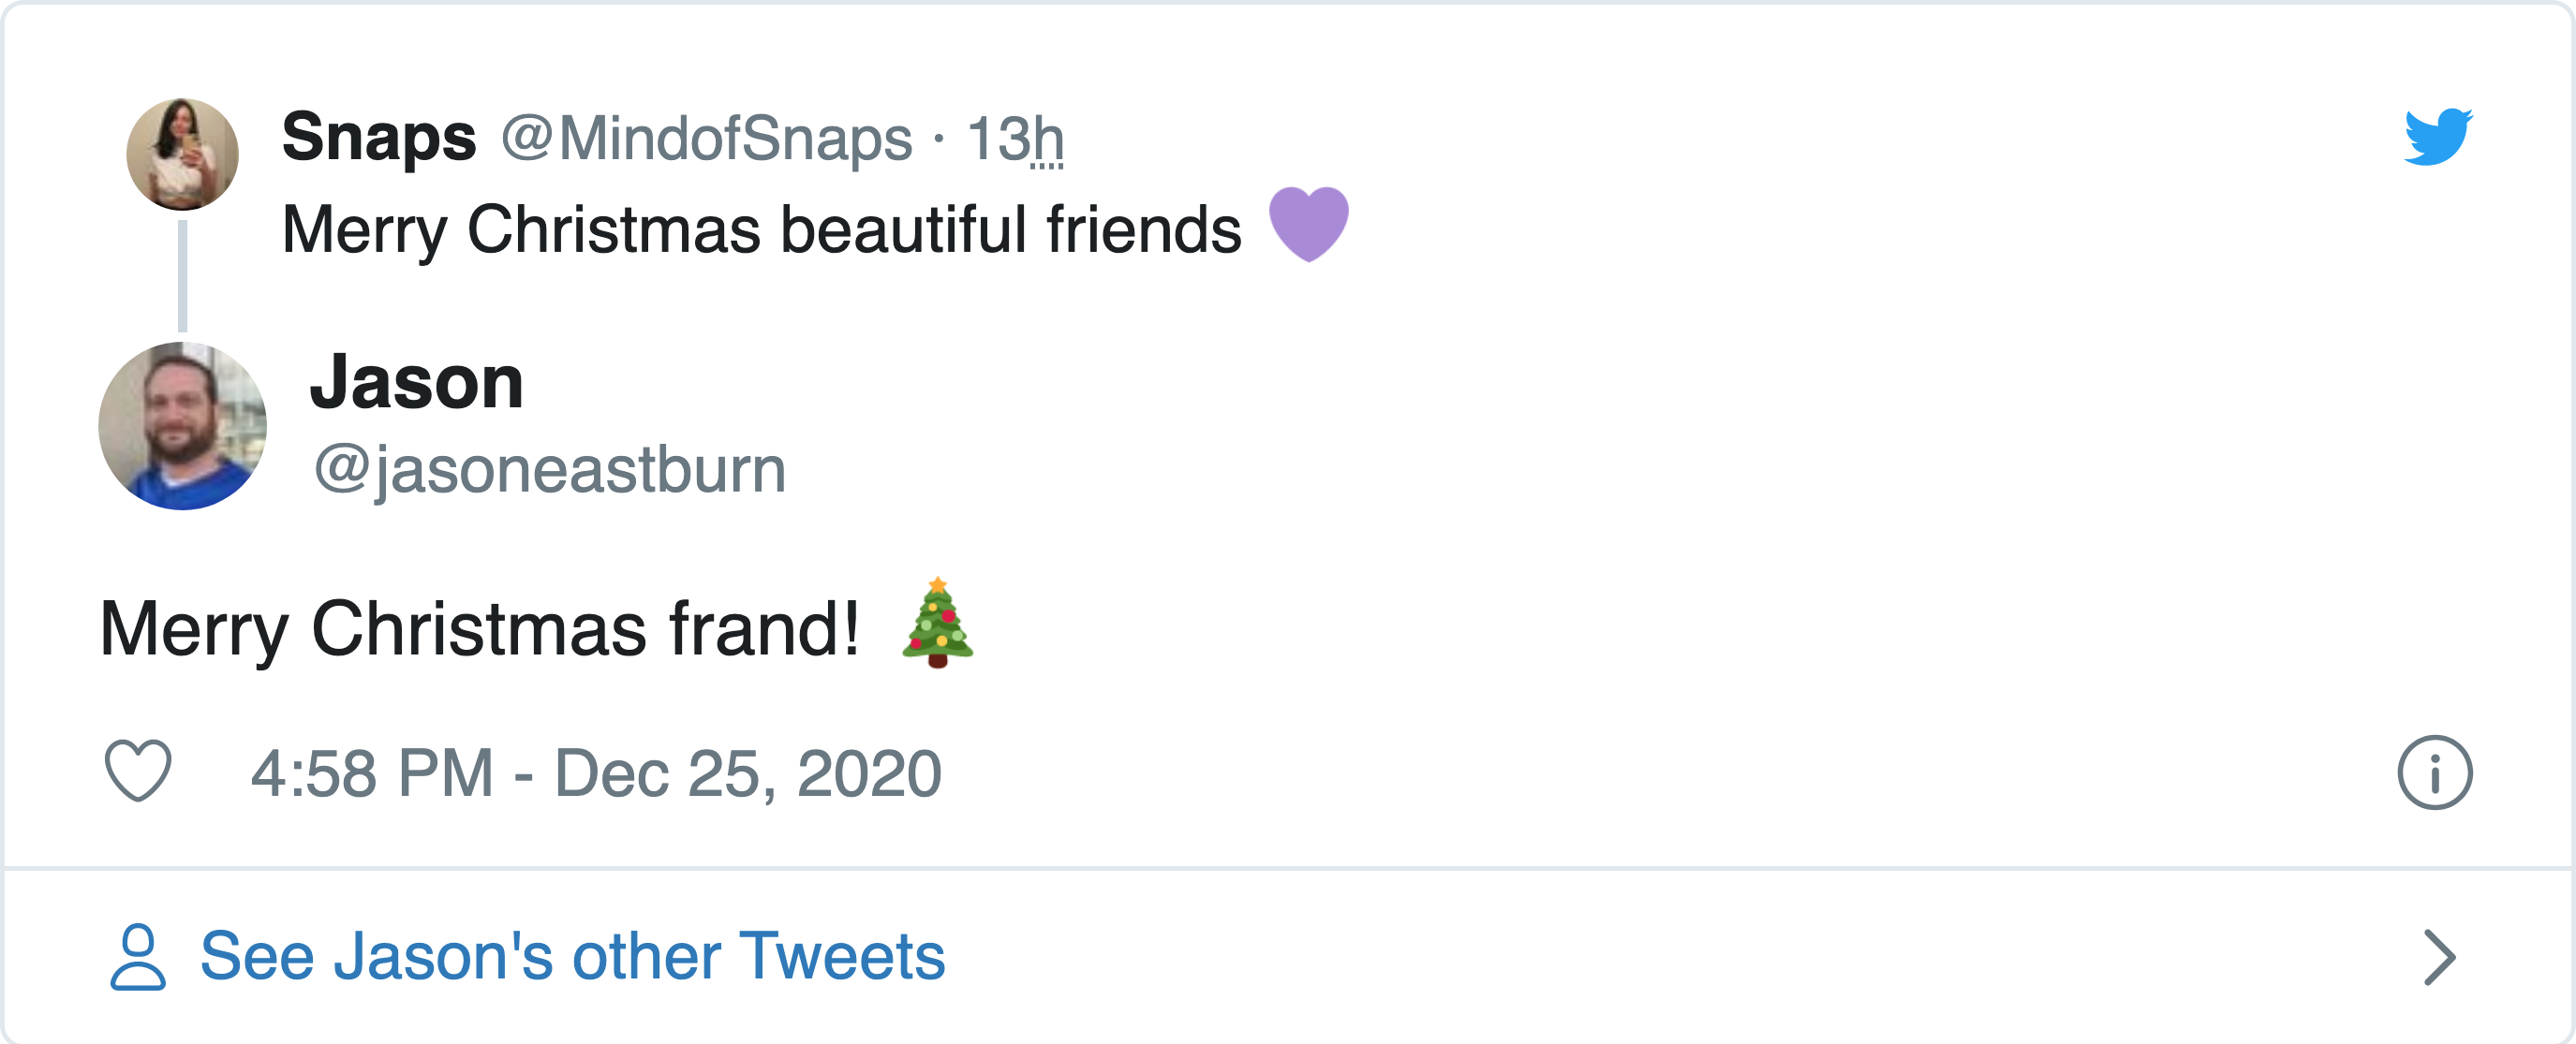 Snaps @MindofSnaps · 13h
Merry Christmas beautiful friends 💜
Jason
@jasoneastburn
Merry Christmas frand! 🎄
4:58 PM - Dec 25, 2020
See Jason's other Tweets